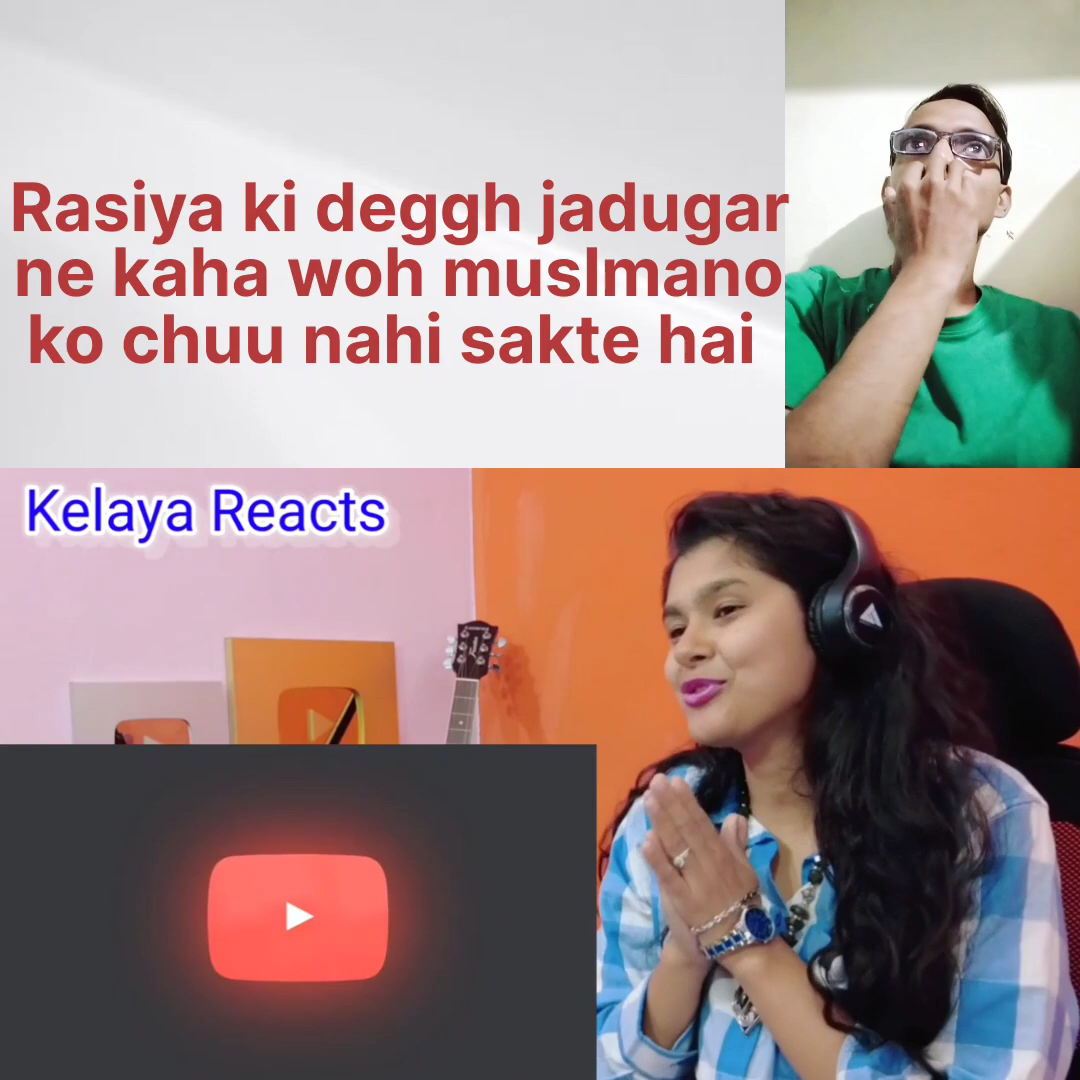 Rasiya ki deggh jadugar
ne kaha woh muslmano
ko chuu nahi sakte hai
Kelaya Reacts